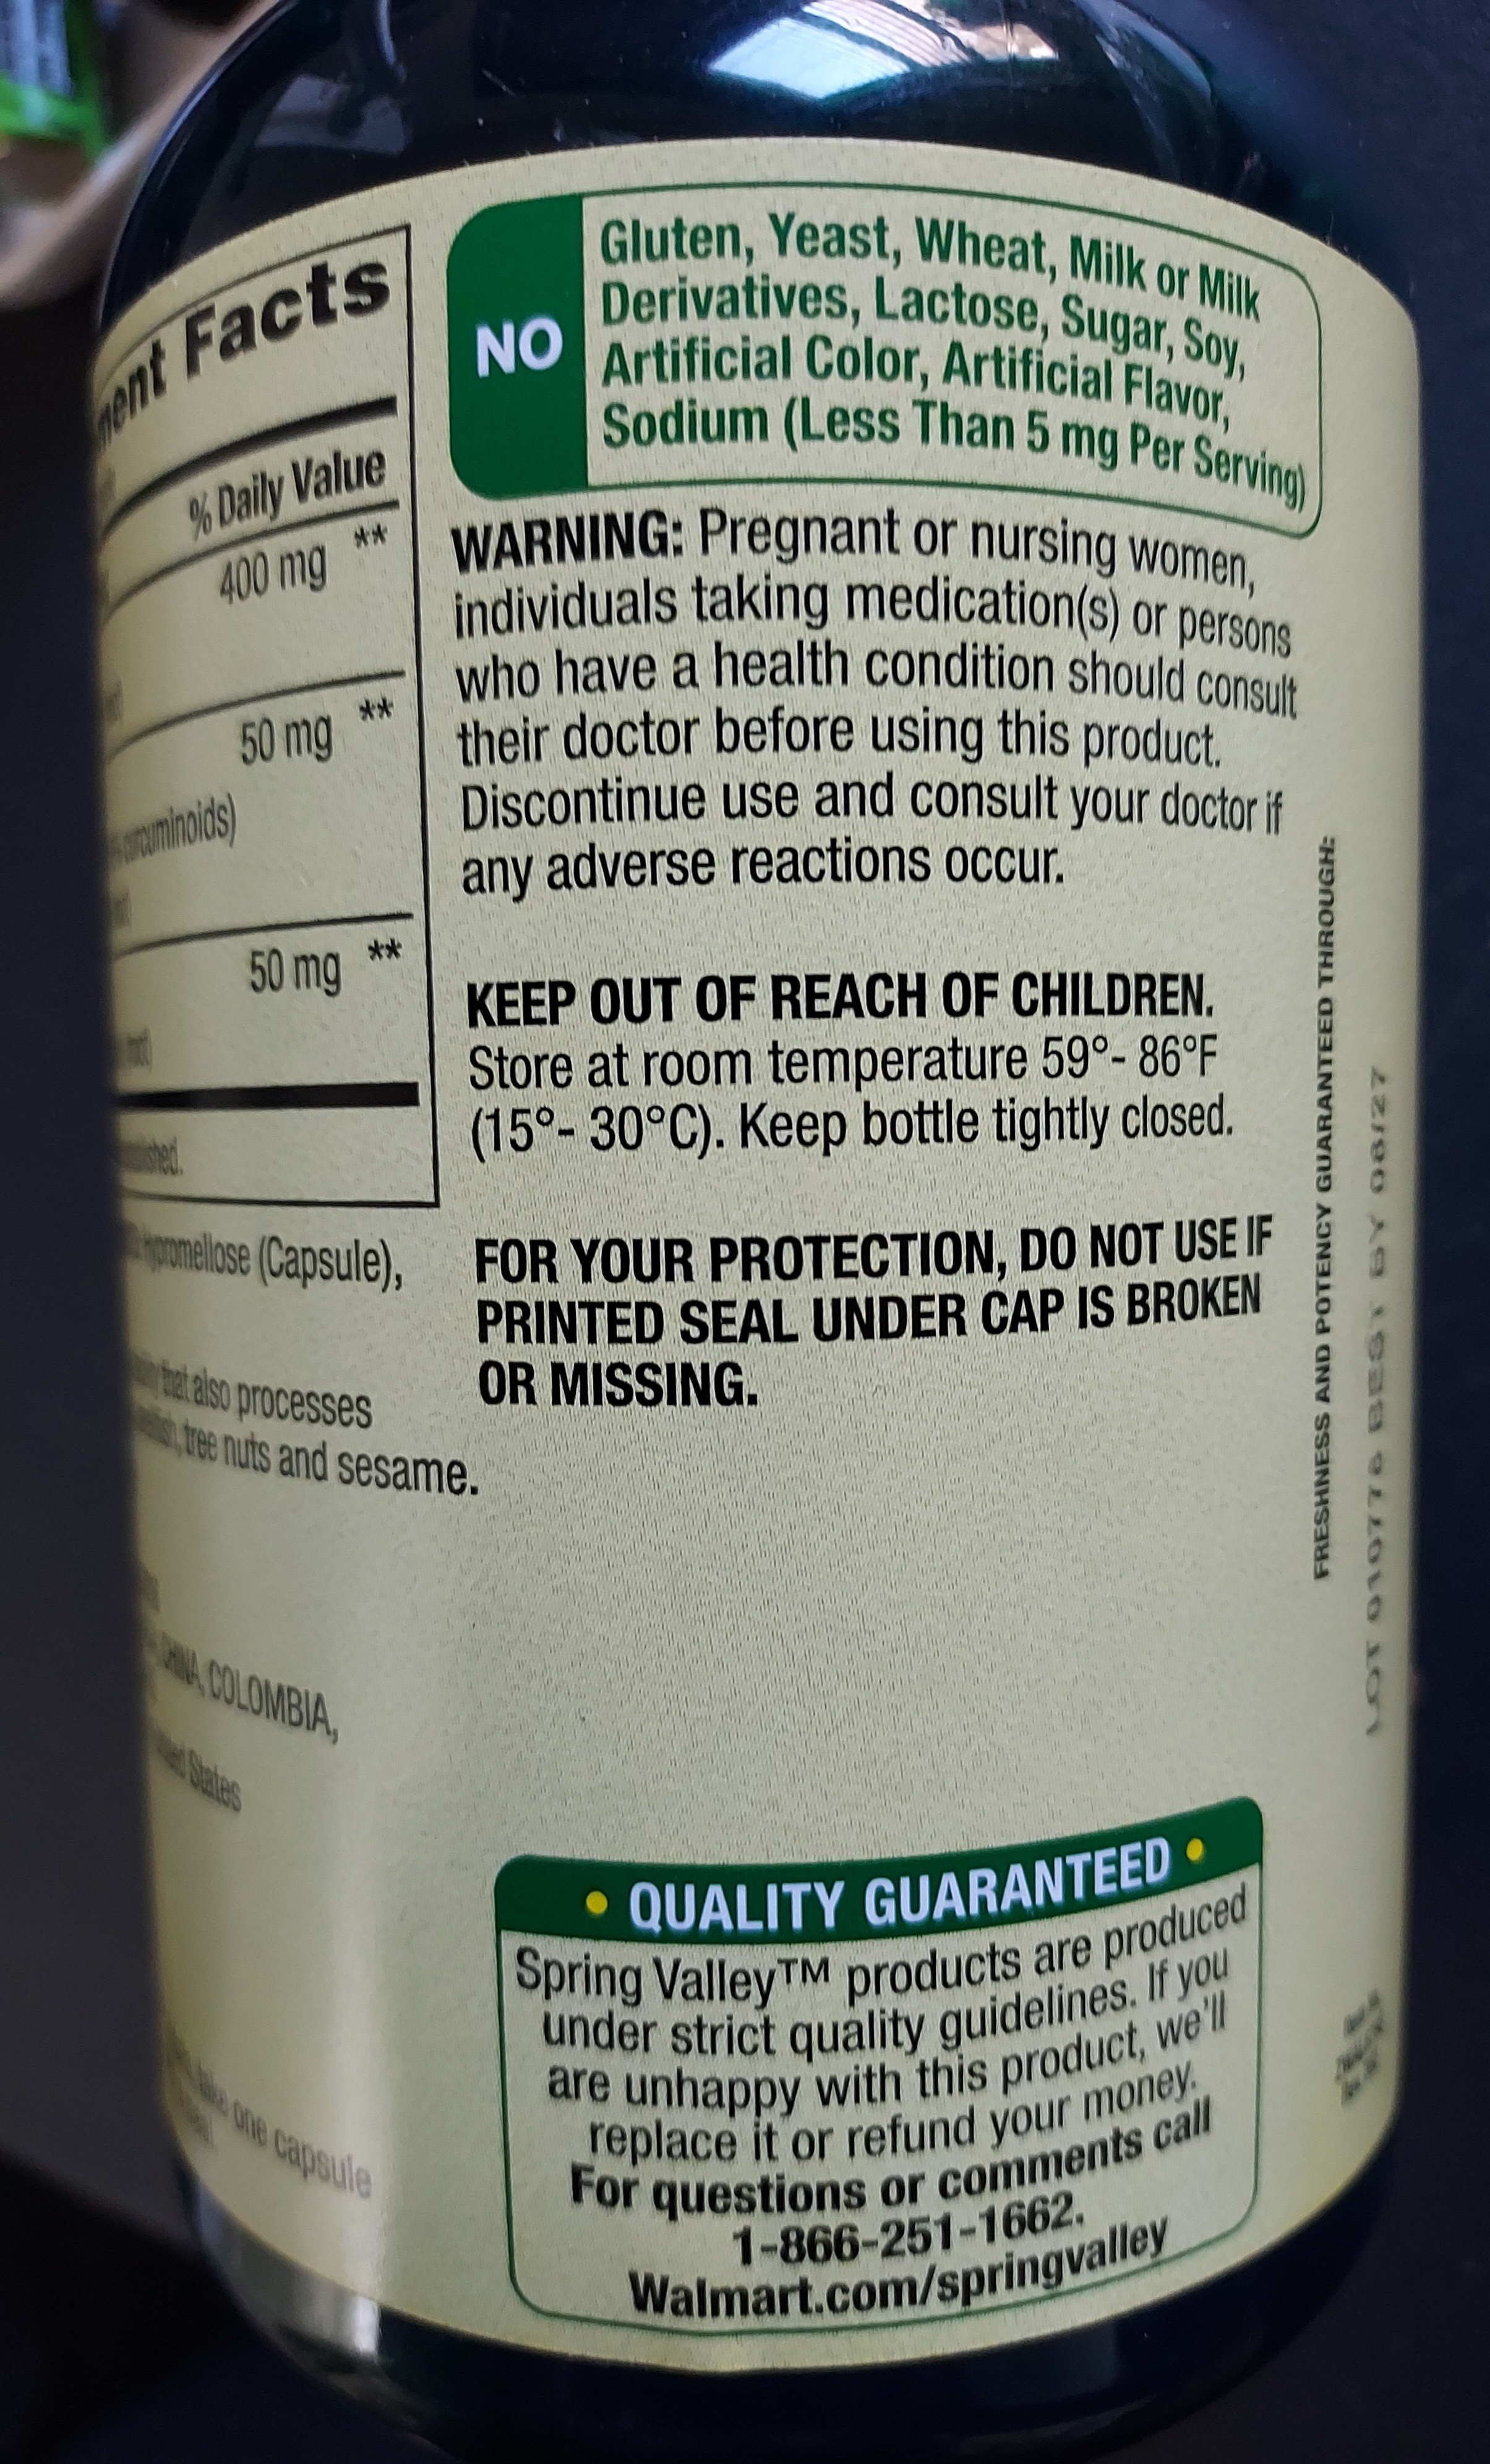 ment Facts
% Daily Value
400 mg **
50 mg **
curcuminoids)
50 mg **
root)
hypromellose (Capsule),
that also processes
tree nuts and sesame.
CHINA, COLOMBIA,
States
take one capsule
NO
Gluten, Yeast, Wheat, Milk or Milk
Derivatives, Lactose, Sugar, Soy,
Artificial Color, Artificial Flavor,
Sodium (Less Than 5 mg Per Serving)
WARNING: Pregnant or nursing women,
individuals taking medication(s) or persons
who have a health condition should consult
their doctor before using this product.
Discontinue use and consult your doctor if
any adverse reactions occur.
KEEP OUT OF REACH OF CHILDREN.
Store at room temperature 59°- 86°F
(15°- 30°C). Keep bottle tightly closed.
FOR YOUR PROTECTION, DO NOT USE IF
PRINTED SEAL UNDER CAP IS BROKEN
OR MISSING.
• QUALITY GUARANTEED •
Spring Valley™ products are produced
under strict quality guidelines. If you
are unhappy with this product, we'll
replace it or refund your money.
For questions or comments call
1-866-251-1662.
Walmart.com/springvalley
FRESHNESS AND POTENCY GUARANTEED THROUGH:
LOT 010776 BEST BY 08/27